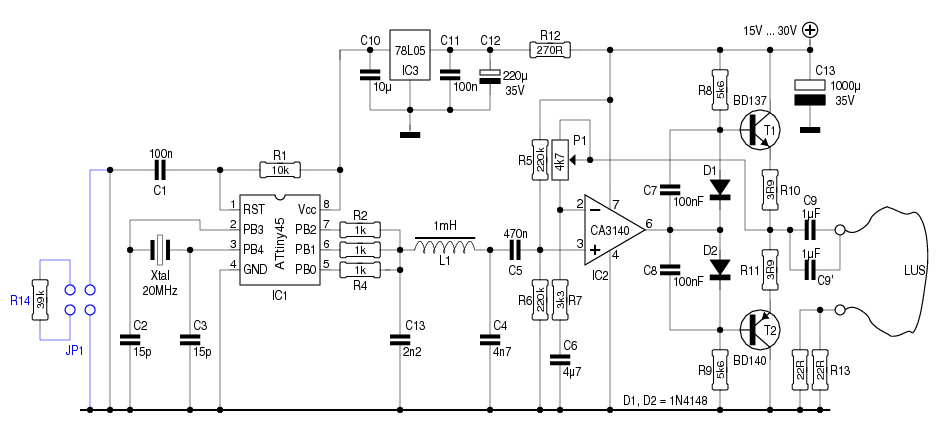 15V ... 30V
C10
10µ
78L05
IC3
C11
100n
C12
220µ
35V
R12
270R
C13
1000µ
35V
R8
5k6
BD137
T1
100n
C1
R1
10k
R5
220k
P1
4k7
C7
100nF
D1
3R9
R10
C9
1µF
1µF
C9'
LUS
1
RST
Vcc
8
2
PB3
PB2
7
3
PB4
PB1
6
4
GND
PB0
5
ATtiny45
IC1
R2
1k
1k
1k
R4
1mH
L1
470n
C5
2
3
7
6
4
CA3140
IC2
Xtal
20MHz
R14
39k
JP1
C2
15p
C3
15p
C13
2n2
C4
4n7
R6
220k
3k3
R7
C6
4µ7
C8
100nF
D2
R11
3R9
T2
BD140
R9
5k6
22R
22R
R13
D1, D2 = 1N4148